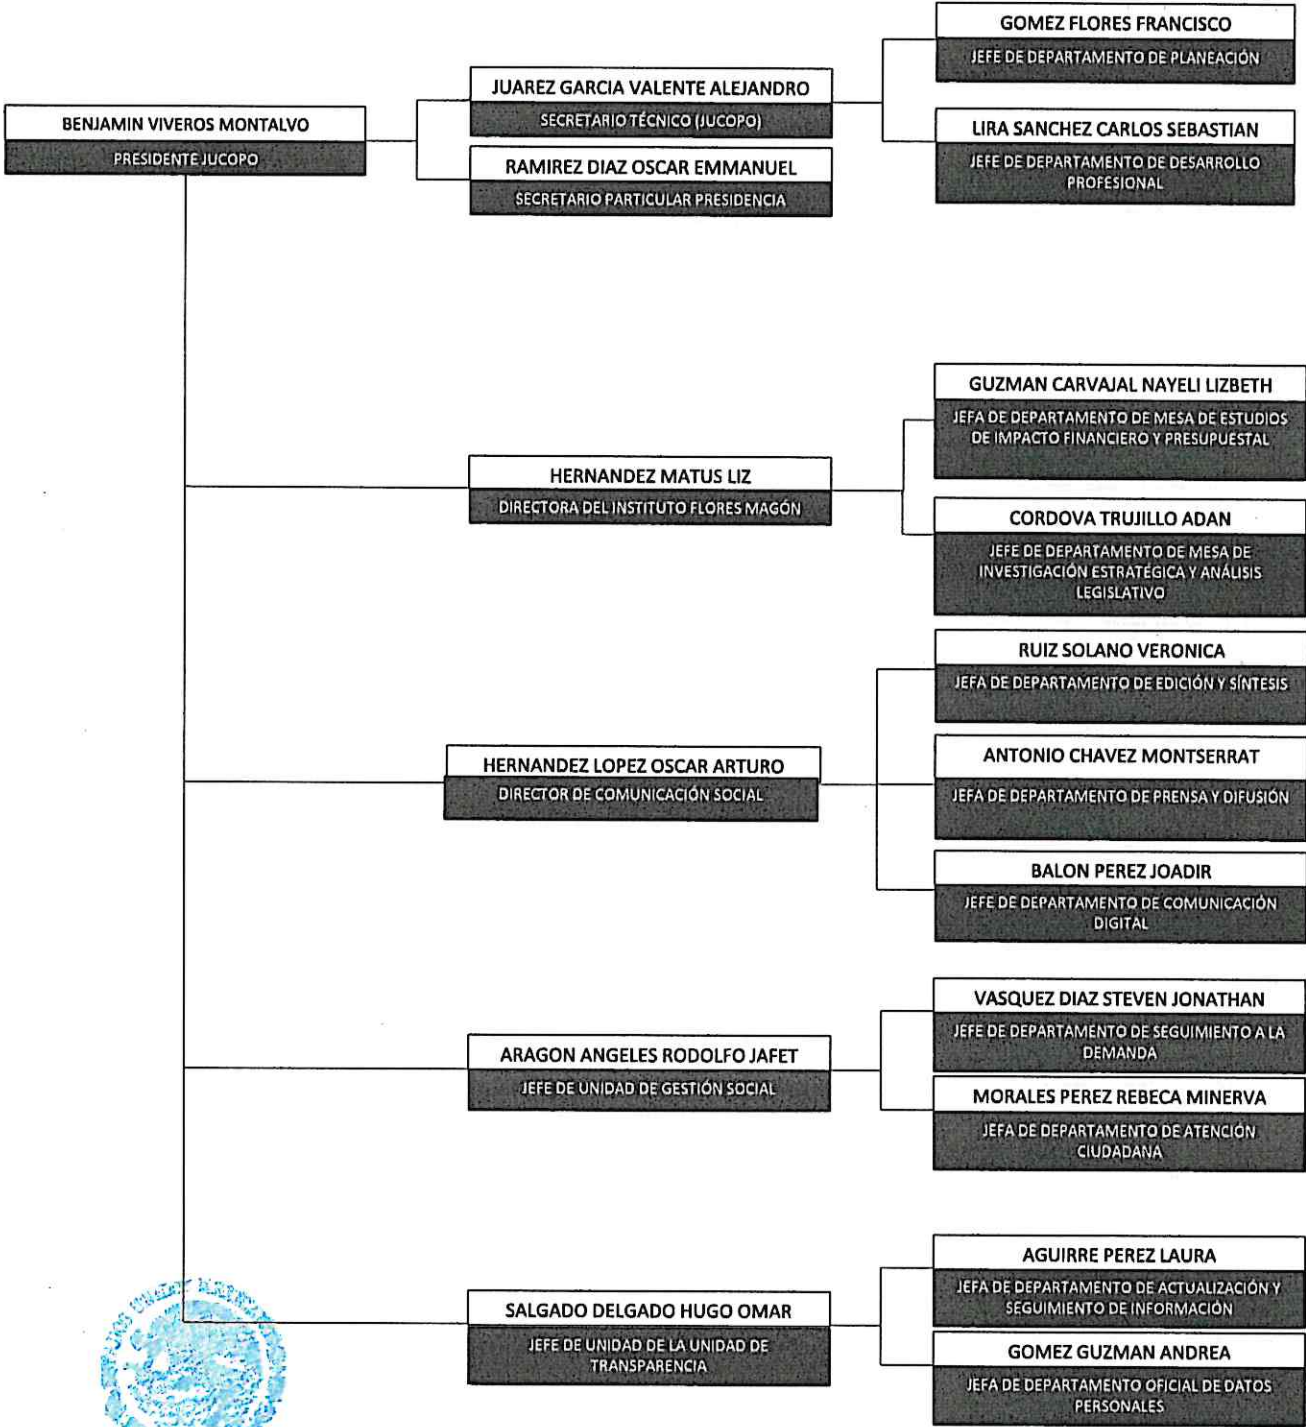 BENJAMIN VIVEROS MONTALVO
PRESIDENTE JUCOPO
JUAREZ GARCIA VALENTE ALEJANDRO
SECRETARIO TÉCNICO (JUCOPO)
RAMIREZ DIAZ OSCAR EMMANUEL
SECRETARIO PARTICULAR PRESIDENCIA
GOMEZ FLORES FRANCISCO
JEFE DE DEPARTAMENTO DE PLANEACIÓN
LIRA SANCHEZ CARLOS SEBASTIAN
JEFE DE DEPARTAMENTO DE DESARROLLO
PROFESIONAL
HERNANDEZ MATUS LIZ
DIRECTORA DEL INSTITUTO FLORES MAGÓN
GUZMAN CARVAJAL NAYELI LIZBETH
JEFA DE DEPARTAMENTO DE MESA DE ESTUDIOS
DE IMPACTO FINANCIERO Y PRESUPUESTAL
CORDOVA TRUJILLO ADAN
JEFE DE DEPARTAMENTO DE MESA DE
INVESTIGACIÓN ESTRATÉGICA Y ANÁLISIS
LEGISLATIVO
HERNANDEZ LOPEZ OSCAR ARTURO
DIRECTOR DE COMUNICACIÓN SOCIAL
RUIZ SOLANO VERONICA
JEFA DE DEPARTAMENTO DE EDICIÓN Y SÍNTESIS
ANTONIO CHAVEZ MONTSERRAT
JEFA DE DEPARTAMENTO DE PRENSA Y DIFUSIÓN
BALON PEREZ JOADIR
JEFE DE DEPARTAMENTO DE COMUNICACIÓN
DIGITAL
ARAGON ANGELES RODOLFO JAFET
JEFE DE UNIDAD DE GESTIÓN SOCIAL
VASQUEZ DIAZ STEVEN JONATHAN
JEFE DE DEPARTAMENTO DE SEGUIMIENTO A LA
DEMANDA
MORALES PEREZ REBECA MINERVA
JEFA DE DEPARTAMENTO DE ATENCIÓN
CIUDADANA
SALGADO DELGADO HUGO OMAR
JEFE DE UNIDAD DE LA UNIDAD DE
TRANSPARENCIA
AGUIRRE PEREZ LAURA
JEFA DE DEPARTAMENTO DE ACTUALIZACIÓN Y
SEGUIMIENTO DE INFORMACIÓN
GOMEZ GUZMAN ANDREA
JEFA DE DEPARTAMENTO OFICIAL DE DATOS
PERSONALES